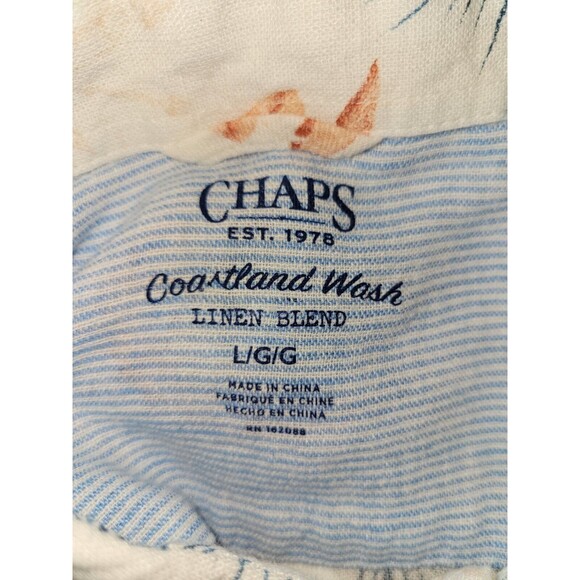 CHAPS
EST. 1978
Coastland Wash
LINEN BLEND
L/G/G
MADE IN CHINA
FABRIQUÉ EN CHINE
HECHO EN CHINA
RN 162088